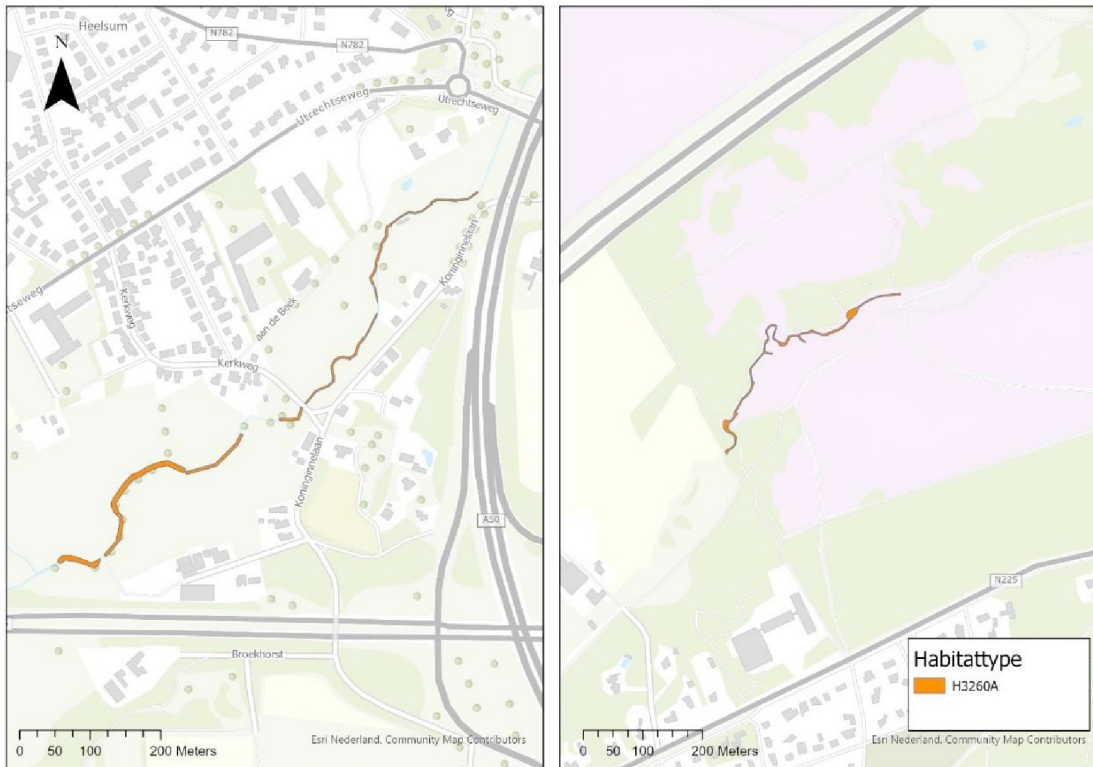 Heelsum
N782
N782
N
Utrechtseweg
Utrechtseweg
tseweg
Kerkweg
aan de Beek
Koninginnelaan
Kerkweg
Koninginnelaan
A50
Broekhorst
0 50 100 200 Meters
Esri Nederland, Community Map Contributors
N225
Habitattype
H3260A
0 50 100 200 Meters
Esri Nederland, Community Map Contributors